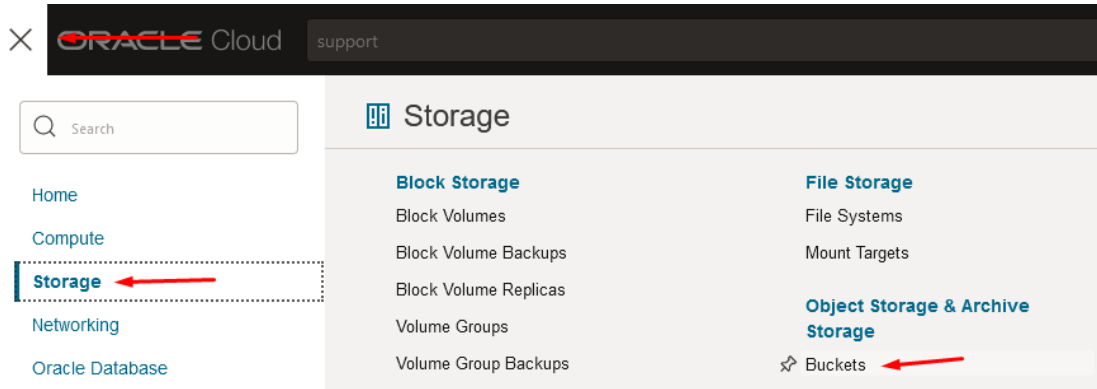 ORACLE Cloud
support
Search
Home
Compute
Storage
Networking
Oracle Database
Storage
Block Storage
Block Volumes
Block Volume Backups
Block Volume Replicas
Volume Groups
Volume Group Backups
File Storage
File Systems
Mount Targets
Object Storage & Archive
Storage
Buckets